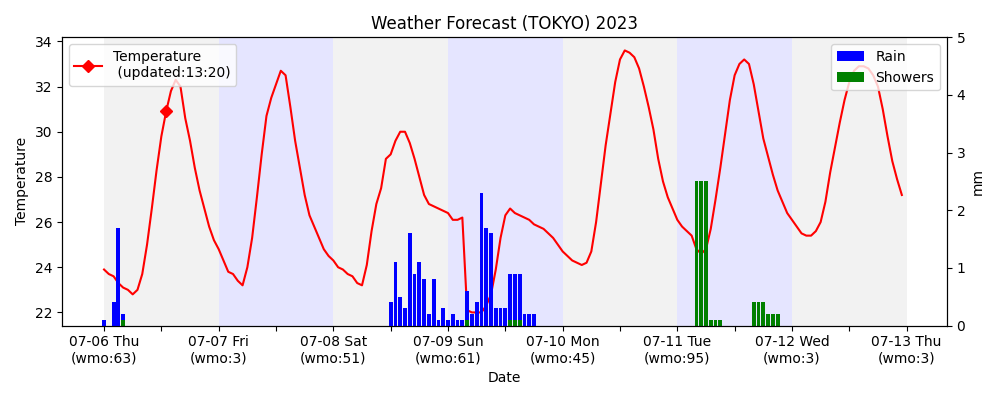 Weather Forecast (TOKYO) 2023
Temperature
(updated:13:20)
Rain
Showers
34
32
30
28
26
24
22
Temperature
5
4
3
2
1
0
mm
07-06 Thu 07-07 Fri 07-08 Sat 07-09 Sun 07-10 Mon 07-11 Tue 07-12 Wed 07-13 Thu
(wmo:63) (wmo:3) (wmo:51) (wmo:61) (wmo:45) (wmo:95) (wmo:3) (wmo:3)
Date